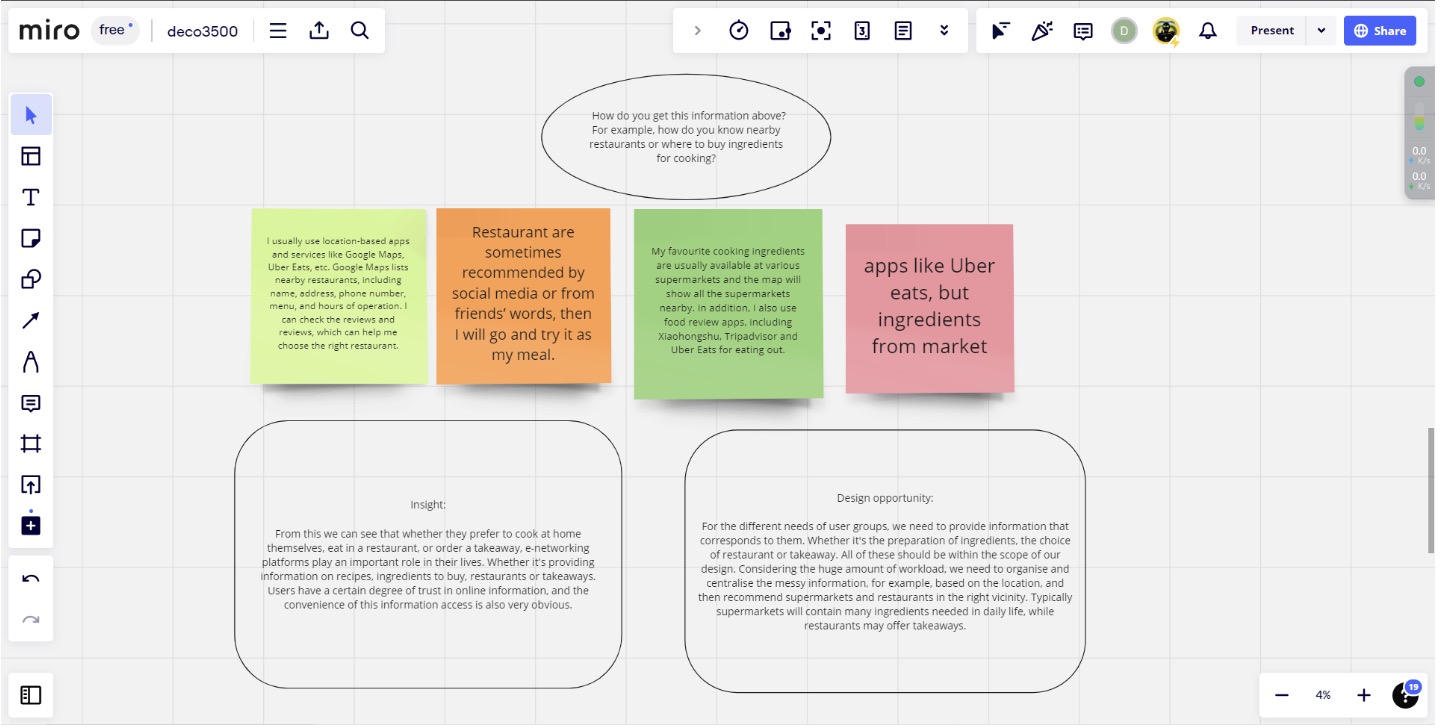 miro
free
deco3500
3
D
Present
Share
How do you get this information above?
For example, how do you know nearby
restaurants or where to buy ingredients
for cooking?
0.0
K/s
0.0
K/s
I usually use location-based apps
and services like Google Maps,
Uber Eats, etc. Google Maps lists
nearby restaurants, including
name, address, phone number,
menu, and hours of operation. I
can check the reviews and
reviews, which can help me
choose the right restaurant.
Restaurant are
sometimes
recommended by
social media or from
friends' words, then
I will go and try it as
my meal.
My favourite cooking ingredients
are usually available at various
supermarkets and the map will
show all the supermarkets
nearby. In addition, I also use
food review apps, including
Xiaohongshu, Tripadvisor and
Uber Eats for eating out.
apps like Uber
eats, but
ingredients
from market
Insight:
From this we can see that whether they prefer to cook at home
themselves, eat in a restaurant, or order a takeaway, e-networking
platforms play an important role in their lives. Whether it's providing
information on recipes, ingredients to buy, restaurants or takeaways.
Users have a certain degree of trust in online information, and the
convenience of this information access is also very obvious.
Design opportunity:
For the different needs of user groups, we need to provide information that
corresponds to them. Whether it's the preparation of ingredients, the choice
of restaurant or takeaway. All of these should be within the scope of our
design. Considering the huge amount of workload, we need to organise and
centralise the messy information, for example, based on the location, and
then recommend supermarkets and restaurants in the right vicinity. Typically
supermarkets will contain many ingredients needed in daily life, while
restaurants may offer takeaways.
4%
?
19